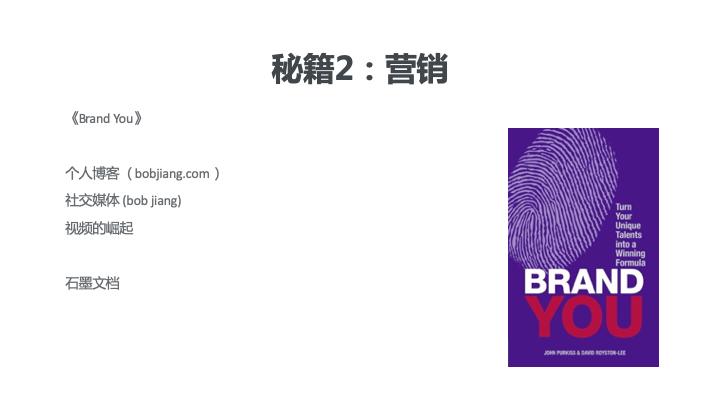 秘籍2：营销
《Brand You》
个人博客（bobjiang.com）
社交媒体 (bob jiang)
视频的崛起
石墨文档
Turn
Your
Unique
Talents
into a
Winning
Formula
BRAND
YOU
JOHN PURKISS & DAVID ROYSTON-LEE